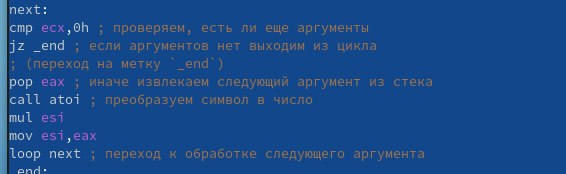 next:
cmp ecx,0h ; проверяем, есть ли еще аргументы
jz _end ; если аргументов нет выходим из цикла
; (переход на метку `_end`)
pop eax ; иначе извлекаем следующий аргумент из стека
call atoi ; преобразуем символ в число
mul esi
mov esi,eax
loop next ; переход к обработке следующего аргумента
_end: